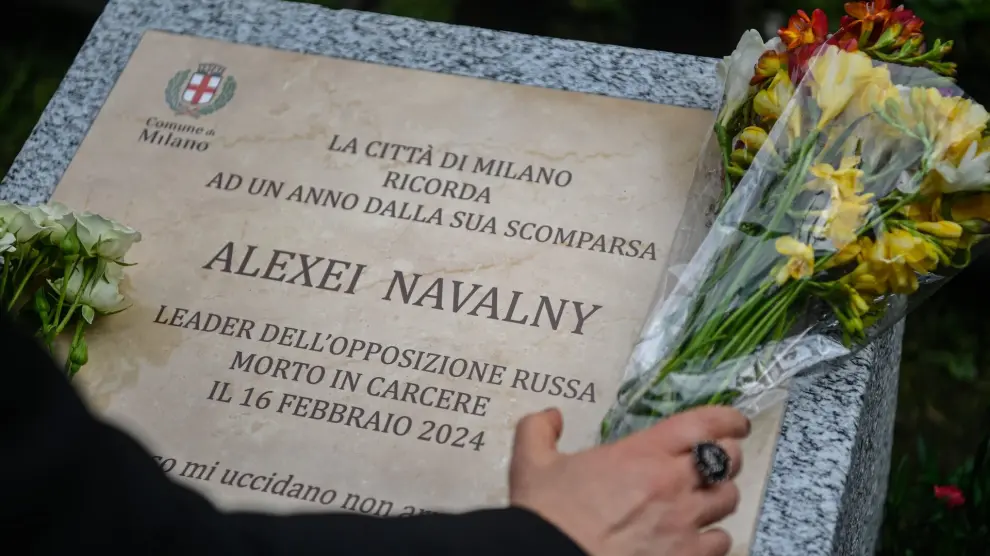 Comune di
Milano
LA CITTÀ DI MILANO
RICORDA
AD UN ANNO DALLA SUA SCOMPARSA
ALEXEI NAVALNY
LEADER DELL'OPPOSIZIONE RUSSA
MORTO IN CARCERE
IL 16 FEBBRAIO 2024
mi uccidano non